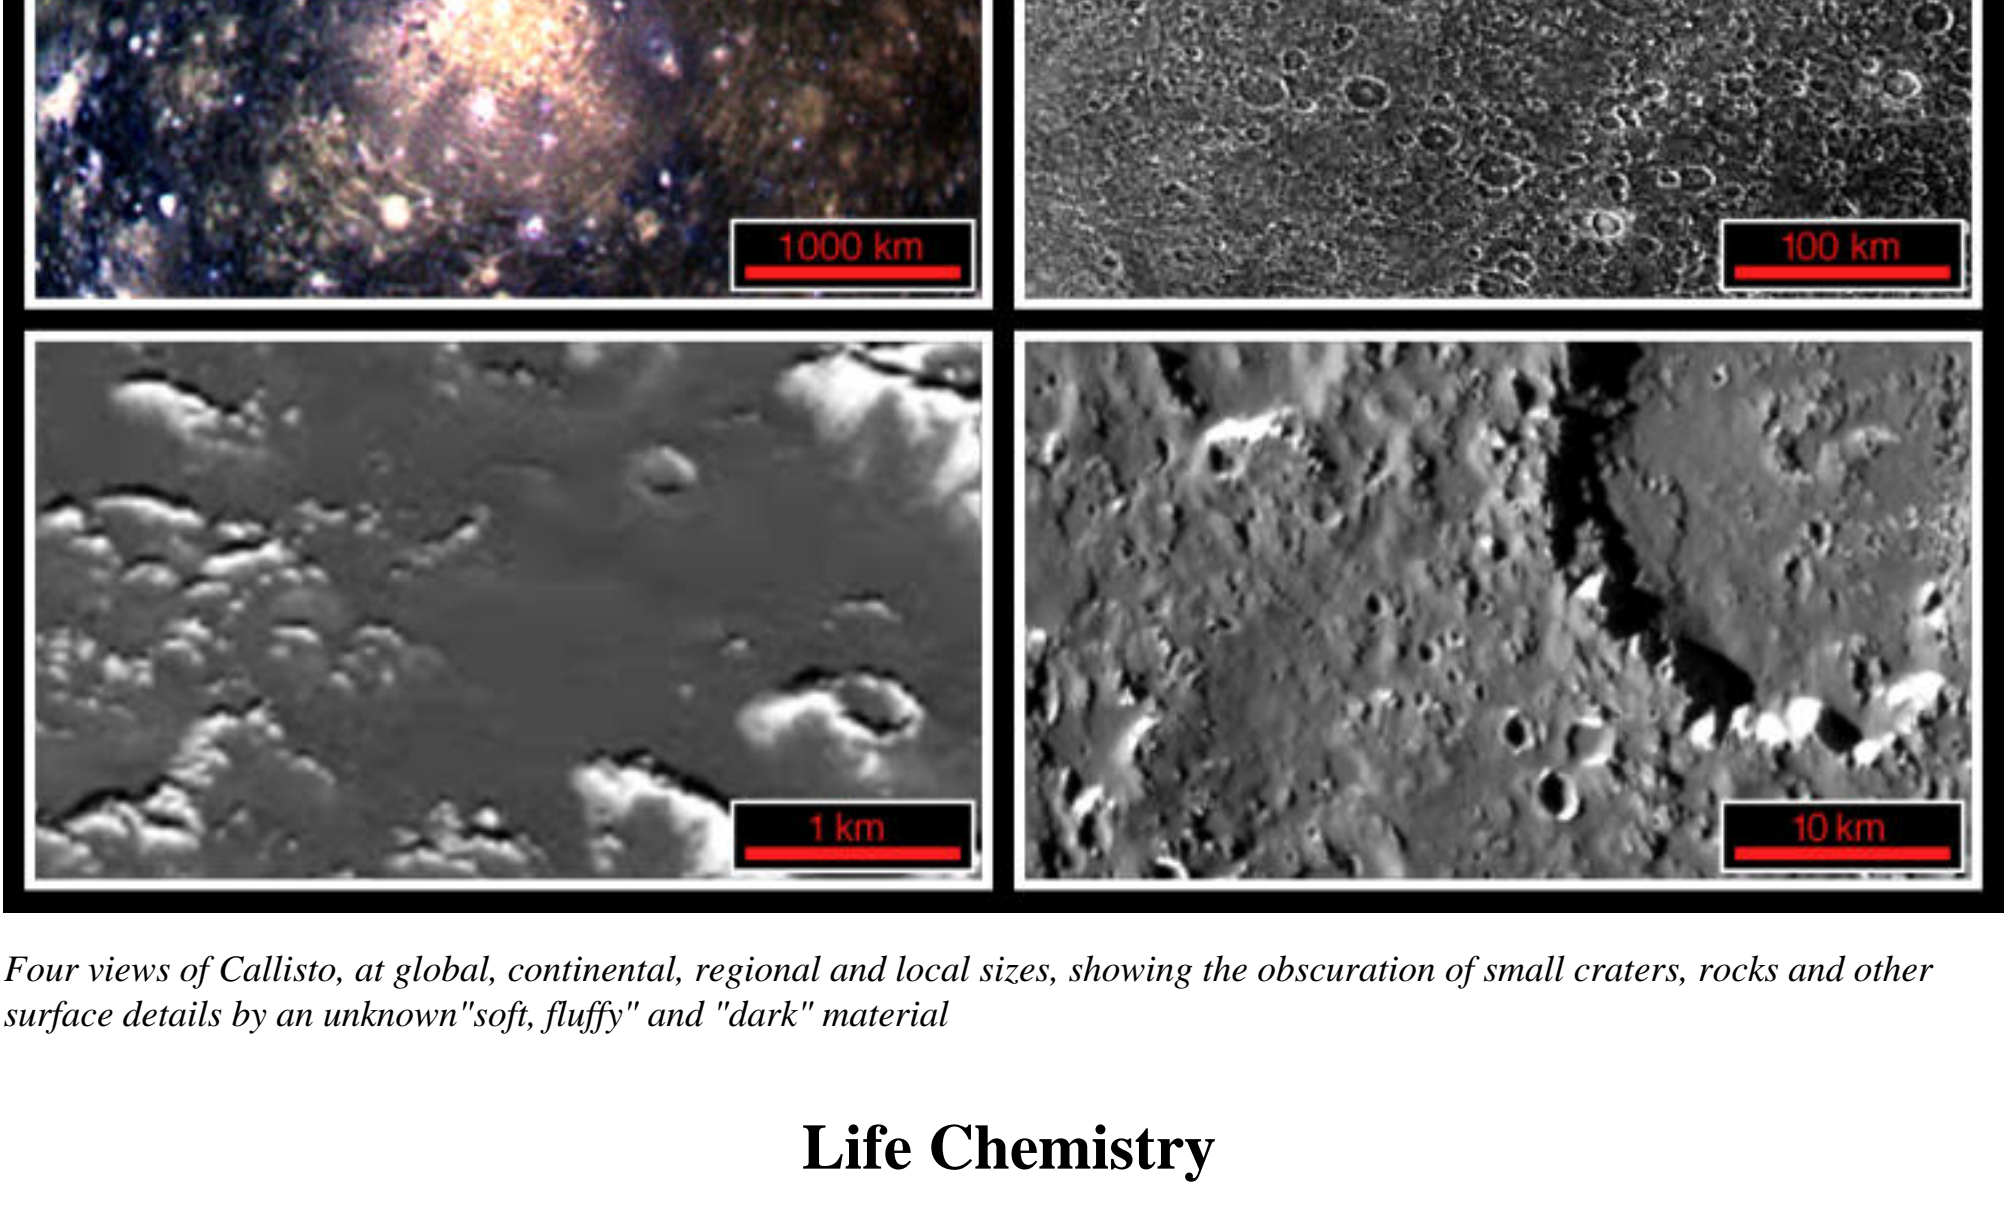 1000 km
100 km
1 km
10 km
Four views of Callisto, at global, continental, regional and local sizes, showing the obscuration of small craters, rocks and other
surface details by an unknown"soft, fluffy" and "dark" material
Life Chemistry